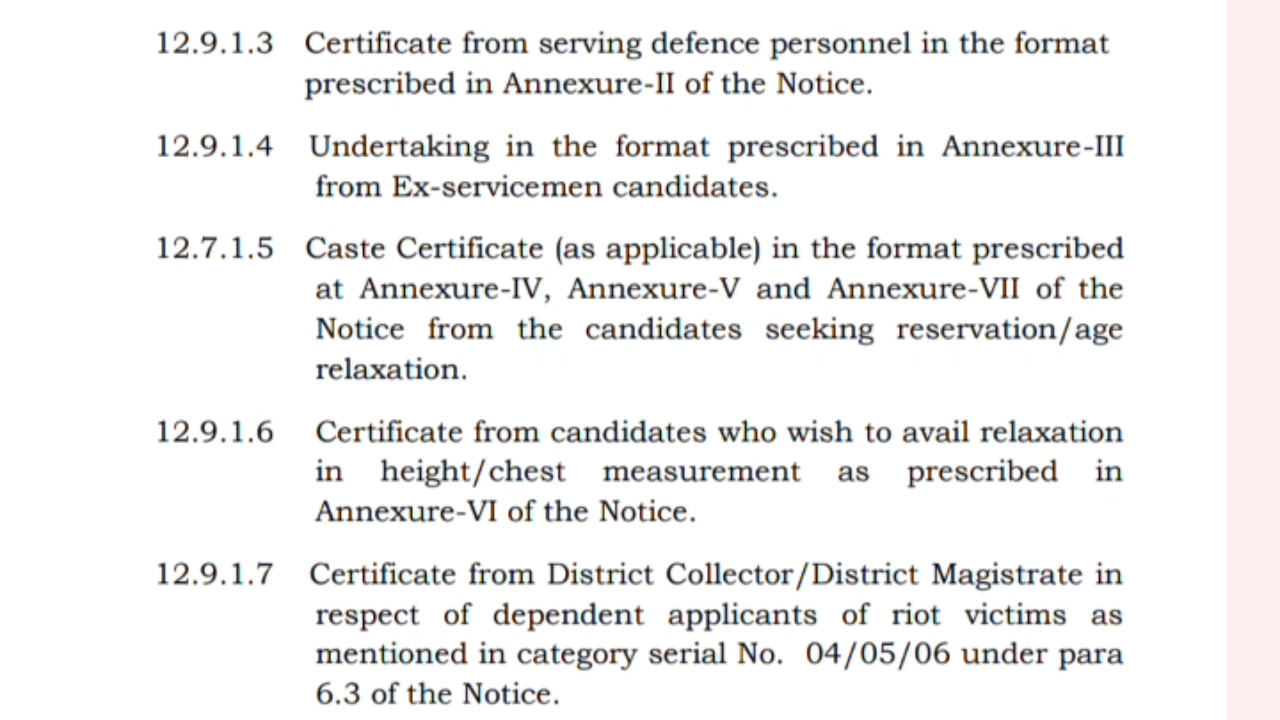 12.9.1.3 Certificate from serving defence personnel in the format
prescribed in Annexure-II of the Notice.
12.9.1.4 Undertaking in the format prescribed in Annexure-III
from Ex-servicemen candidates.
12.7.1.5 Caste Certificate (as applicable) in the format prescribed
at Annexure-IV, Annexure-V and Annexure-VII of the
Notice from the candidates seeking reservation/age
relaxation.
12.9.1.6 Certificate from candidates who wish to avail relaxation
in height/chest measurement as prescribed in
Annexure-VI of the Notice.
12.9.1.7 Certificate from District Collector/District Magistrate in
respect of dependent applicants of riot victims as
mentioned in category serial No. 04/05/06 under para
6.3 of the Notice.